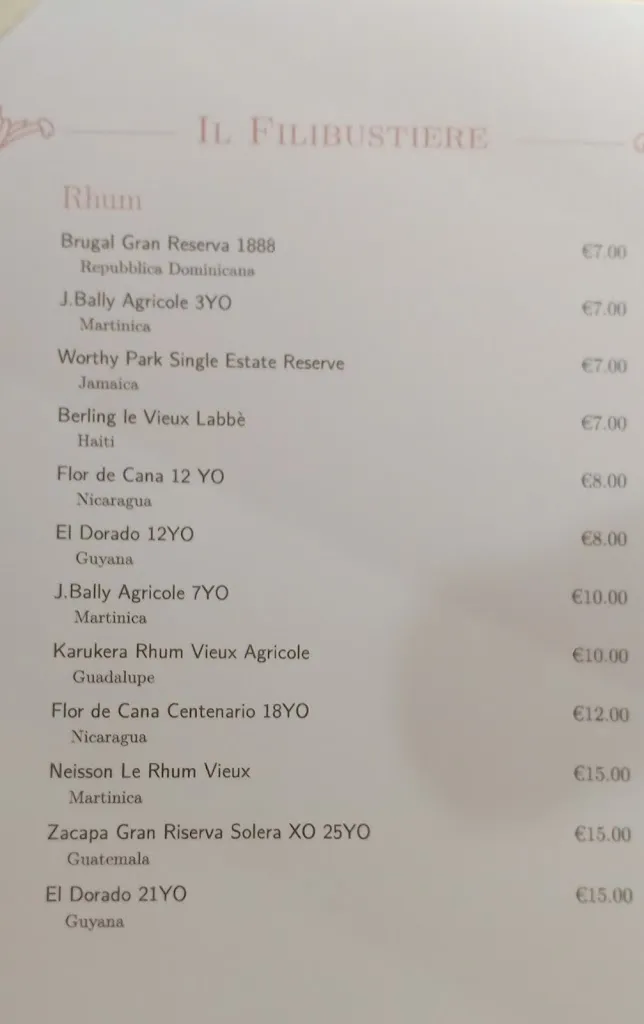 Il Filibustiere
Rhum
Brugal Gran Reserva 1888 €7.00
Repubblica Dominicana
J.Bally Agricole 3YO €7.00
Martinica
Worthy Park Single Estate Reserve €7.00
Jamaica
Berling le Vieux Labbè €7.00
Haiti
Flor de Cana 12 YO €8.00
Nicaragua
El Dorado 12YO €8.00
Guyana
J.Bally Agricole 7YO €10.00
Martinica
Karukera Rhum Vieux Agricole €10.00
Guadalupe
Flor de Cana Centenario 18YO €12.00
Nicaragua
Neisson Le Rhum Vieux €15.00
Martinica
Zacapa Gran Riserva Solera XO 25YO €15.00
Guatemala
El Dorado 21YO €15.00
Guyana